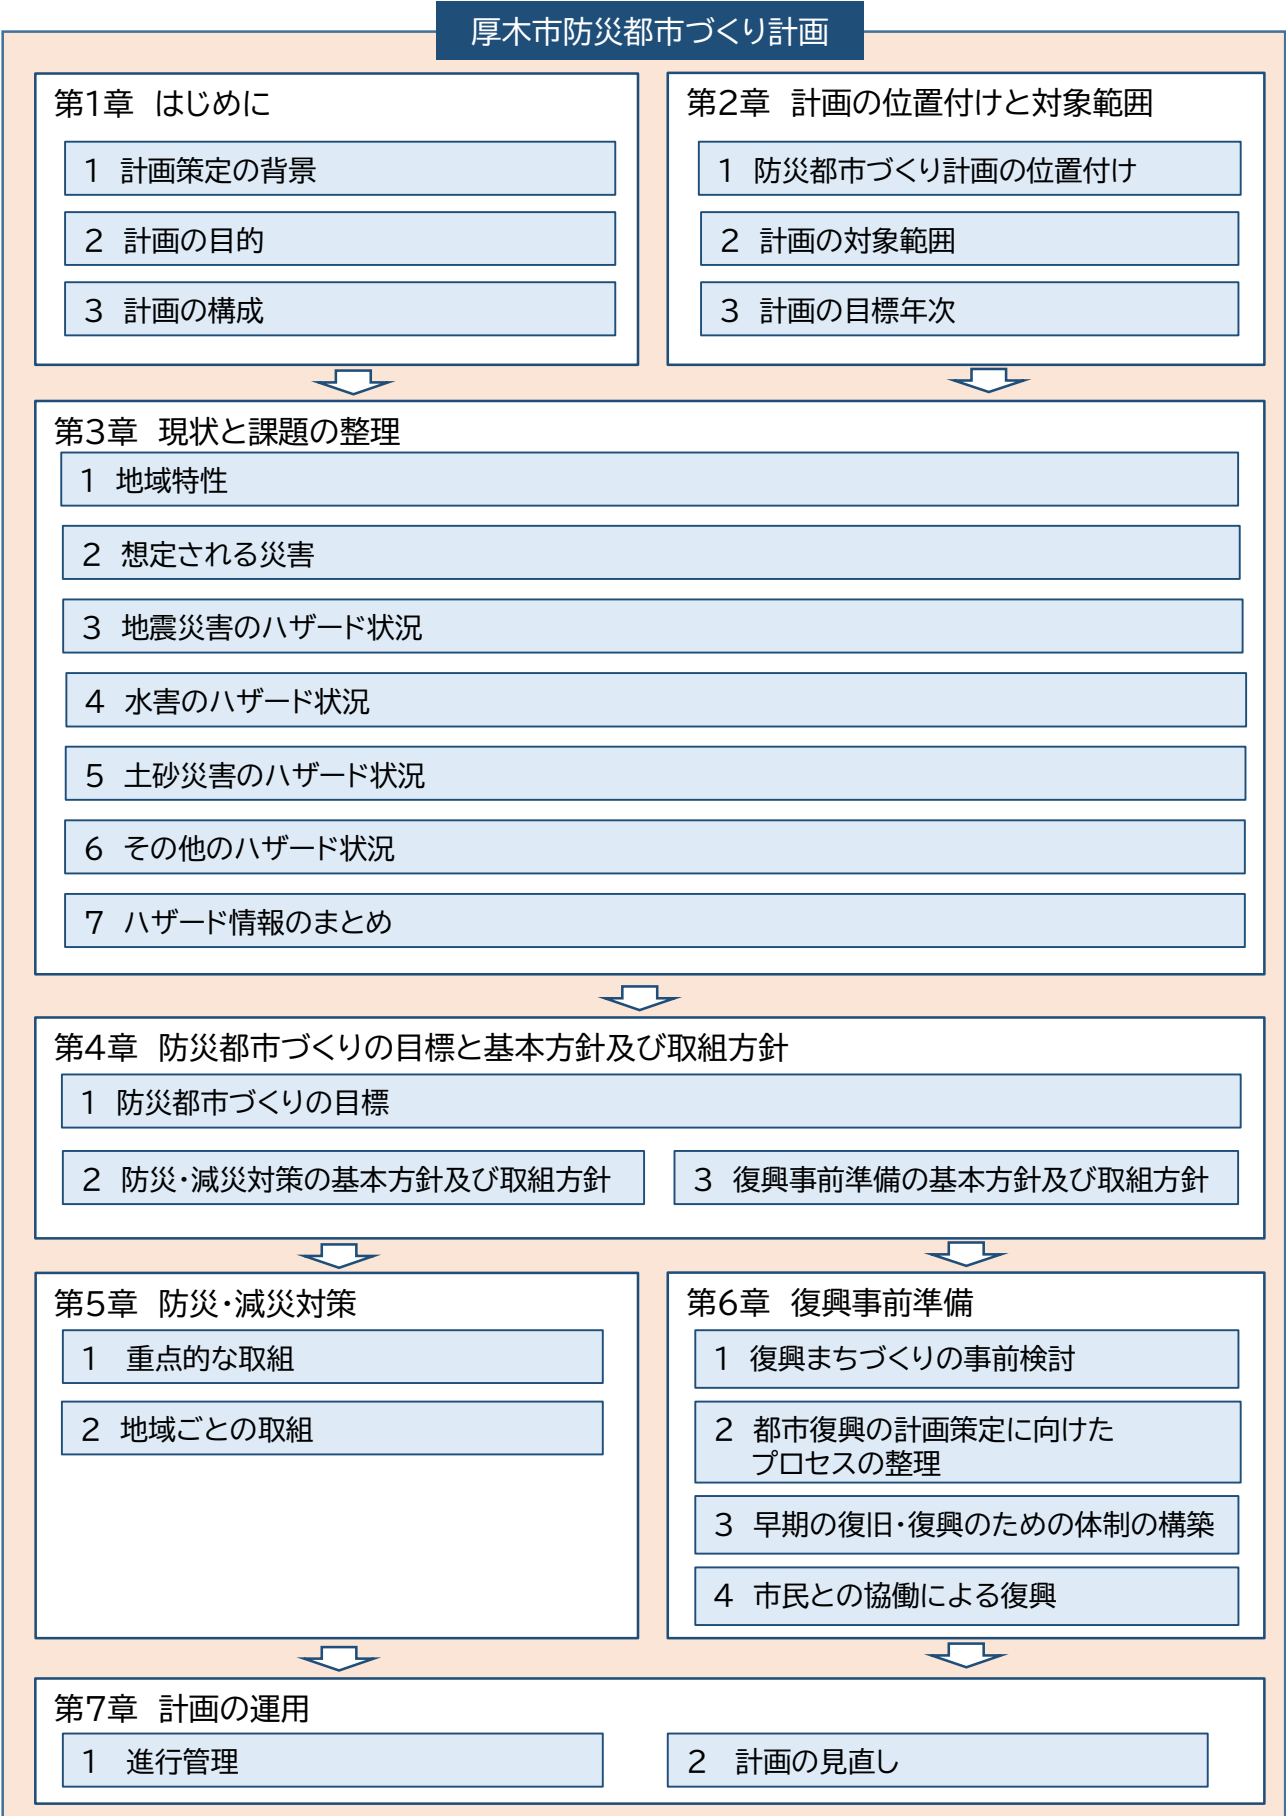 厚木市防災都市づくり計画
第1章 はじめに
1 計画策定の背景
2 計画の目的
3 計画の構成
第2章 計画の位置付けと対象範囲
1 防災都市づくり計画の位置付け
2 計画の対象範囲
3 計画の目標年次
第3章 現状と課題の整理
1 地域特性
2 想定される災害
3 地震災害のハザード状況
4 水害のハザード状況
5 土砂災害のハザード状況
6 その他のハザード状況
7 ハザード情報のまとめ
第4章 防災都市づくりの目標と基本方針及び取組方針
1 防災都市づくりの目標
2 防災・減災対策の基本方針及び取組方針
3 復興事前準備の基本方針及び取組方針
第5章 防災・減災対策
1 重点的な取組
2 地域ごとの取組
第6章 復興事前準備
1 復興まちづくりの事前検討
2 都市復興の計画策定に向けた
プロセスの整理
3 早期の復旧・復興のための体制の構築
4 市民との協働による復興
第7章 計画の運用
1 進行管理
2 計画の見直し